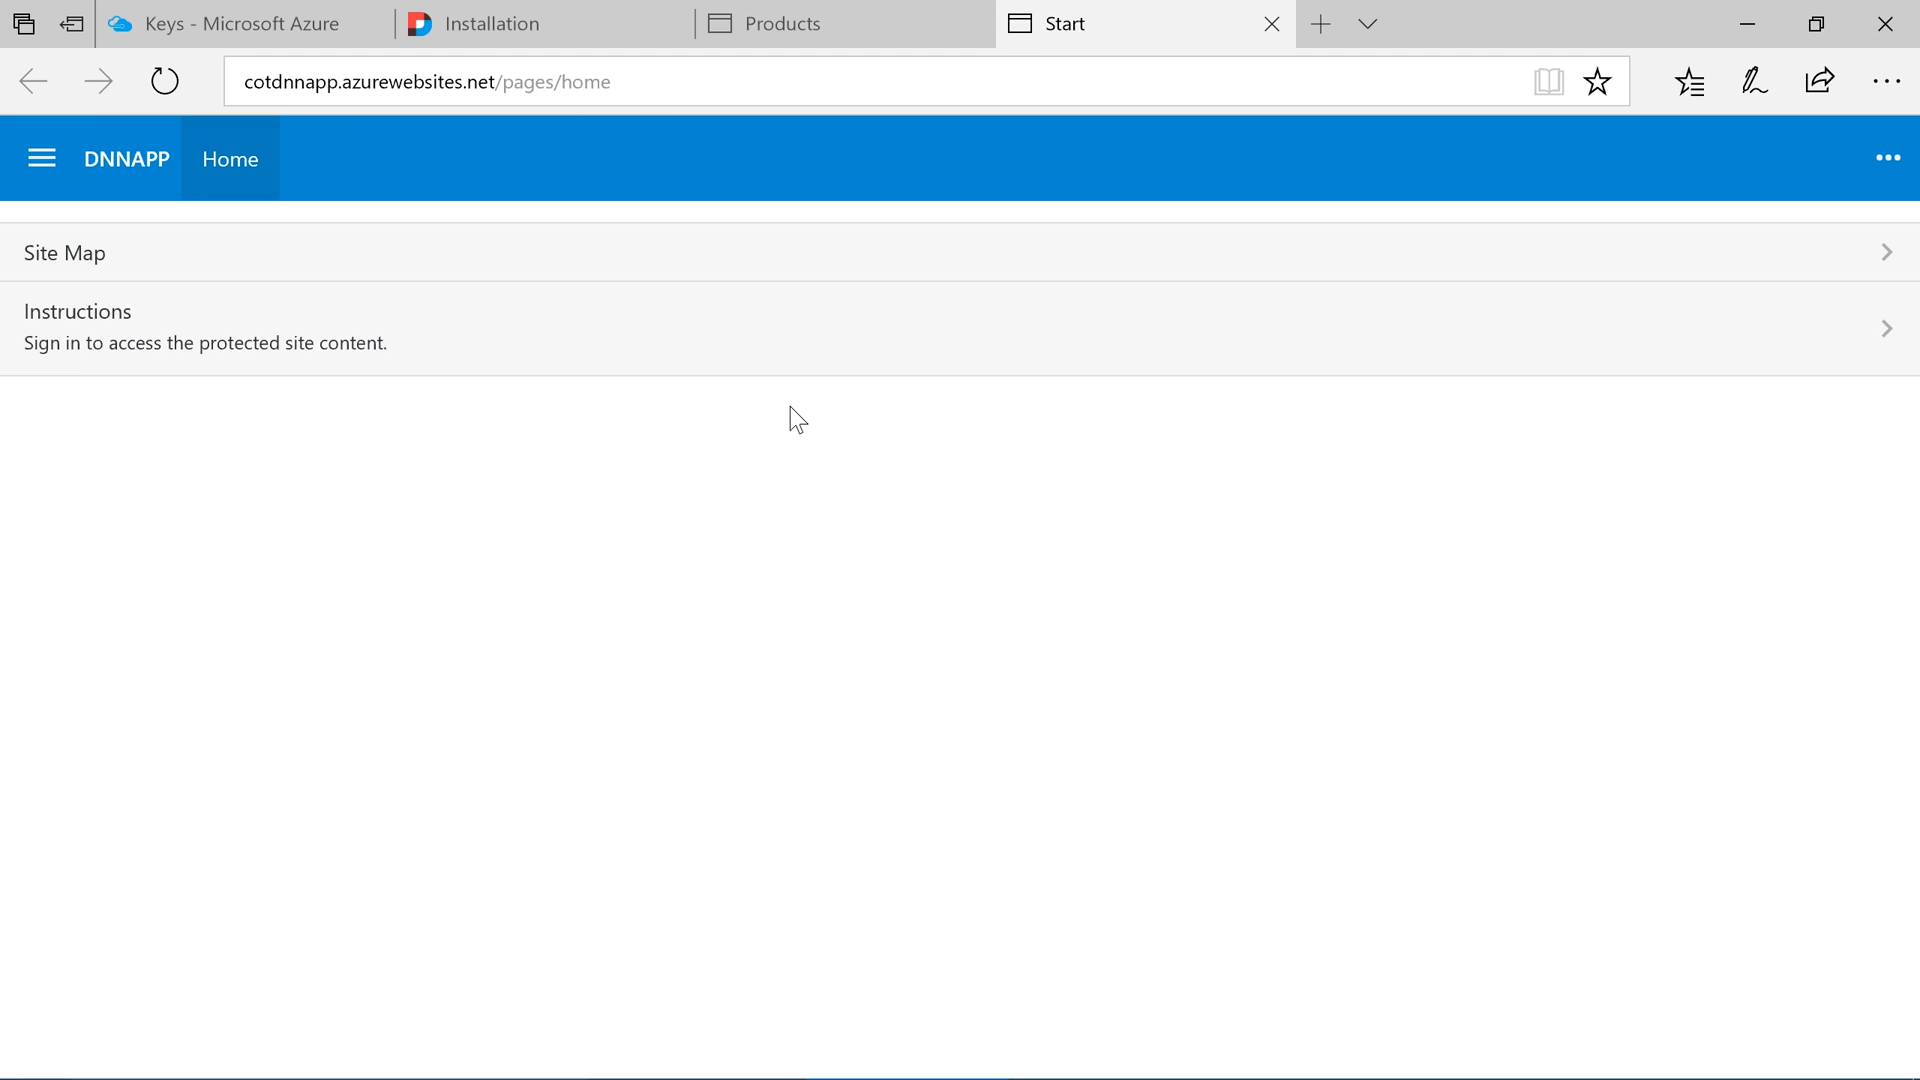 Keys - Microsoft Azure
Installation
Products
Start
cotdnnapp.azurewebsites.net/pages/home
DNNAPP
Home
Site Map
Instructions
Sign in to access the protected site content.